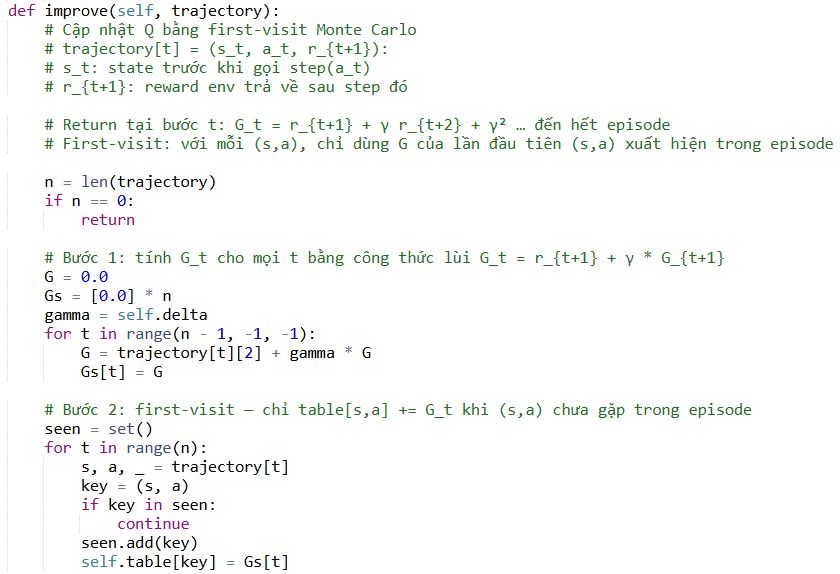 def improve(self, trajectory):
    # Cập nhật Q bằng first-visit Monte Carlo
    # trajectory[t] = (s_t, a_t, r_{t+1}):
    # s_t: state trước khi gọi step(a_t)
    # r_{t+1}: reward env trả về sau step đó

    # Return tại bước t: G_t = r_{t+1} + γ r_{t+2} + γ² … đến hết episode
    # First-visit: với mỗi (s,a), chỉ dùng G của lần đầu tiên (s,a) xuất hiện trong episode

    n = len(trajectory)
    if n == 0:
        return

    # Bước 1: tính G_t cho mọi t bằng công thức lùi G_t = r_{t+1} + γ * G_{t+1}
    G = 0.0
    Gs = [0.0] * n
    gamma = self.delta
    for t in range(n - 1, -1, -1):
        G = trajectory[t][2] + gamma * G
        Gs[t] = G

    # Bước 2: first-visit — chỉ table[s,a] += G_t khi (s,a) chưa gặp trong episode
    seen = set()
    for t in range(n):
        s, a, _ = trajectory[t]
        key = (s, a)
        if key in seen:
            continue
        seen.add(key)
        self.table[key] = Gs[t]